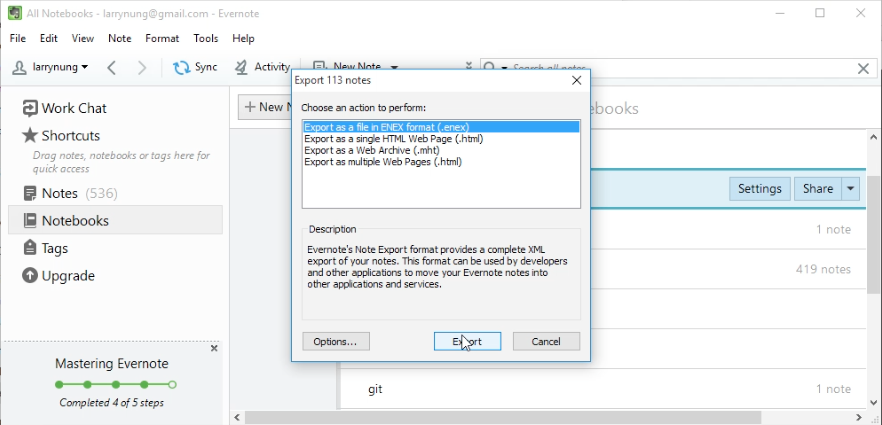 All Notebooks - larrynung@gmail.com - Evernote
File Edit View Note Format Tools Help
larrynung Sync Activity New Note Search all notes
Work Chat
Shortcuts
Drag notes, notebooks or tags here for
quick access
Notes (536)
Notebooks
Tags
Upgrade
Mastering Evernote
Completed 4 of 5 steps
+ New
Settings Share
1 note
419 notes
git 1 note
Export 113 notes
Choose an action to perform:
Export as a file in ENEX format (.enex)
Export as a single HTML Web Page (.html)
Export as a Web Archive (.mht)
Export as multiple Web Pages (.html)
Description
Evernote's Note Export format provides a complete XML
export of your notes. This format can be used by developers
and other applications to move your Evernote notes into
other applications and services.
Options... Export Cancel